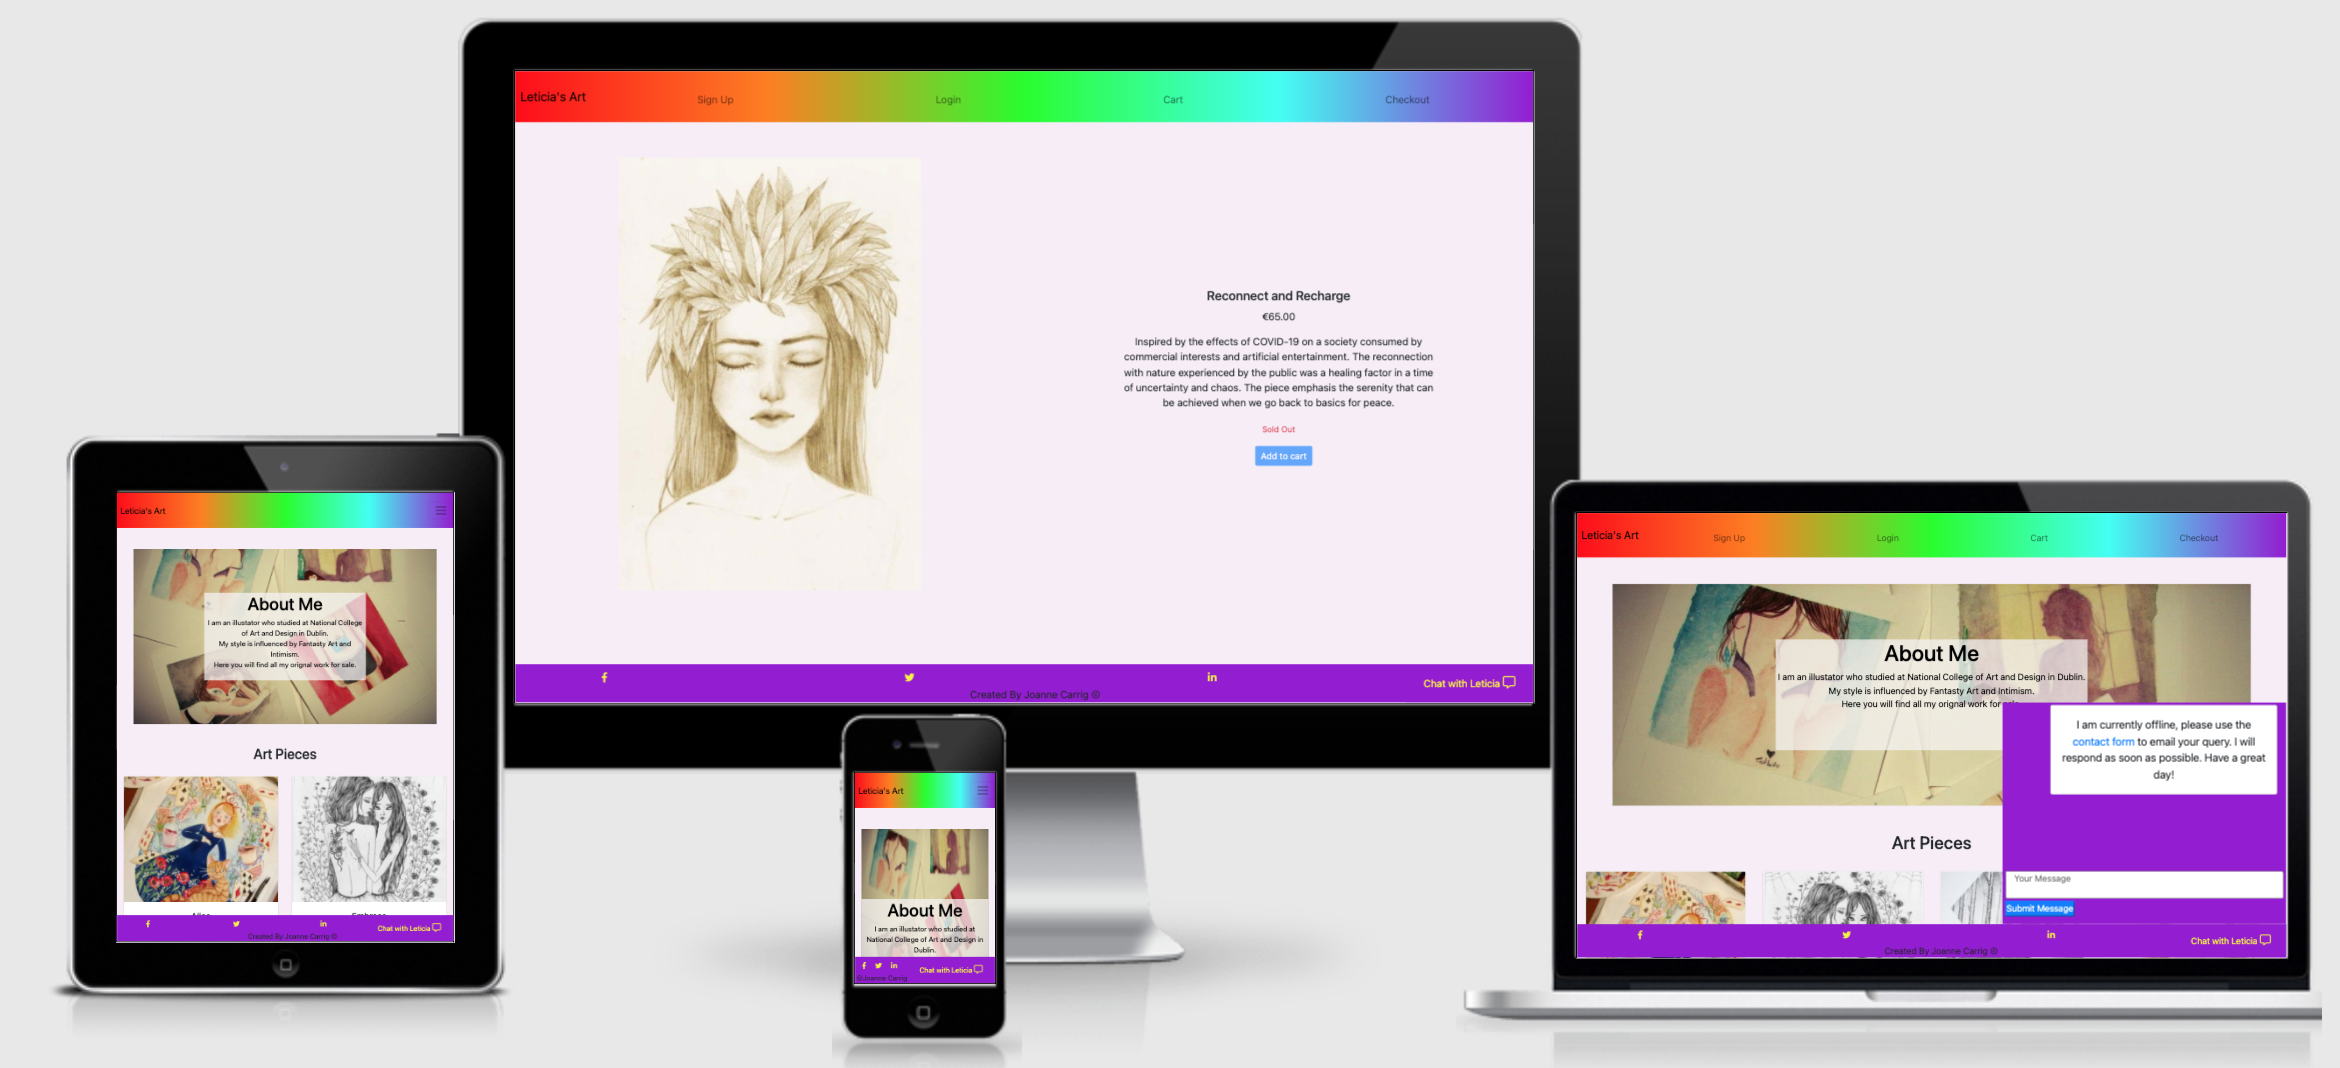 Leticia's Art
Sign Up
Login
Cart
Checkout
Reconnect and Recharge
€65.00
Inspired by the effects of COVID-19 on a society consumed by
commercial interests and artificial entertainment. The reconnection
with nature experienced by the public was a healing factor in a time
of uncertainty and chaos. The piece emphasis the serenity that can
be achieved when we go back to basics for peace.
Sold Out
Add to cart
Chat with Leticia
Created By Joanne Carrig ©
Leticia's Art
About Me
I am an illustator who studied at National College
of Art and Design in Dublin.
My style is influenced by Fantasty Art and
Intimism.
Here you will find all my orignal work for sale.
Art Pieces
Chat with Leticia
Created By Joanne Carrig ©
Leticia's Art
About Me
I am an illustator who studied at
National College of Art and Design in
Dublin.
Chat with Leticia
©Joanne Carrig
Leticia's Art
Sign Up
Login
Cart
Checkout
About Me
I am an illustator who studied at National College of Art and Design in Dublin.
My style is influenced by Fantasty Art and Intimism.
Here you will find all my orignal work for
I am currently offline, please use the
contact form to email your query. I will
respond as soon as possible. Have a great
day!
Art Pieces
Your Message
Submit Message
Chat with Leticia
Created By Joanne Carrig ©